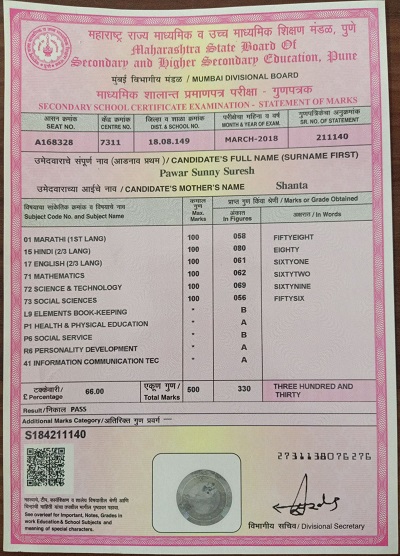 महाराष्ट्र राज्य माध्यमिक व उच्च माध्यमिक शिक्षण मंडळ, पुणे
Maharashtra State Board Of
Secondary and Higher Secondary Education, Pune
मुंबई विभागीय मंडळ / MUMBAI DIVISIONAL BOARD
माध्यमिक शालान्त प्रमाणपत्र परीक्षा - गुणपत्रक
SECONDARY SCHOOL CERTIFICATE EXAMINATION - STATEMENT OF MARKS
आसन क्रमांक केंद्र क्रमांक जिल्हा व शाळा क्रमांक परीक्षेचा महिना व वर्ष गुणपत्रिकेचा अनुक्रमांक
SEAT NO. CENTRE NO. DIST. & SCHOOL NO. MONTH & YEAR OF EXAM. SR. NO. OF STATEMENT
A168328 7311 18.08.149 MARCH-2018 211140
उमेदवाराचे संपूर्ण नाव (आडनाव प्रथम) / CANDIDATE'S FULL NAME (SURNAME FIRST)
Pawar Sunny Suresh
उमेदवाराच्या आईचे नाव / CANDIDATE'S MOTHER'S NAME Shanta
विषयाचा सांकेतिक क्रमांक व विषयाचे नाव
Subject Code No. and Subject Name
कमाल गुण
Max. Marks
प्राप्त गुण किंवा श्रेणी / Marks or Grade Obtained
अंकात
In Figures
अक्षरात / In Words
01 MARATHI (1ST LANG) 100 058 FIFTYEIGHT
15 HINDI (2/3 LANG) 100 080 EIGHTY
17 ENGLISH (2/3 LANG) 100 061 SIXTYONE
71 MATHEMATICS 100 062 SIXTYTWO
72 SCIENCE & TECHNOLOGY 100 069 SIXTYNINE
73 SOCIAL SCIENCES 100 056 FIFTYSIX
L9 ELEMENTS BOOK-KEEPING " B
P1 HEALTH & PHYSICAL EDUCATION " A
P6 SOCIAL SERVICE " B
R6 PERSONALITY DEVELOPMENT " A
41 INFORMATION COMMUNICATION TEC " A
टक्केवारी /
£ Percentage 66.00
एकूण गुण /
Total Marks 500 330 THREE HUNDRED AND
THIRTY
Result/निकाल PASS
Additional Marks Category/अतिरिक्त गुण प्रवर्ग —
S184211140
2731138076276
See overleaf for Important, Notes, Grades in
work Education & School Subjects and
meaning of special characters.
विभागीय सचिव / Divisional Secretary